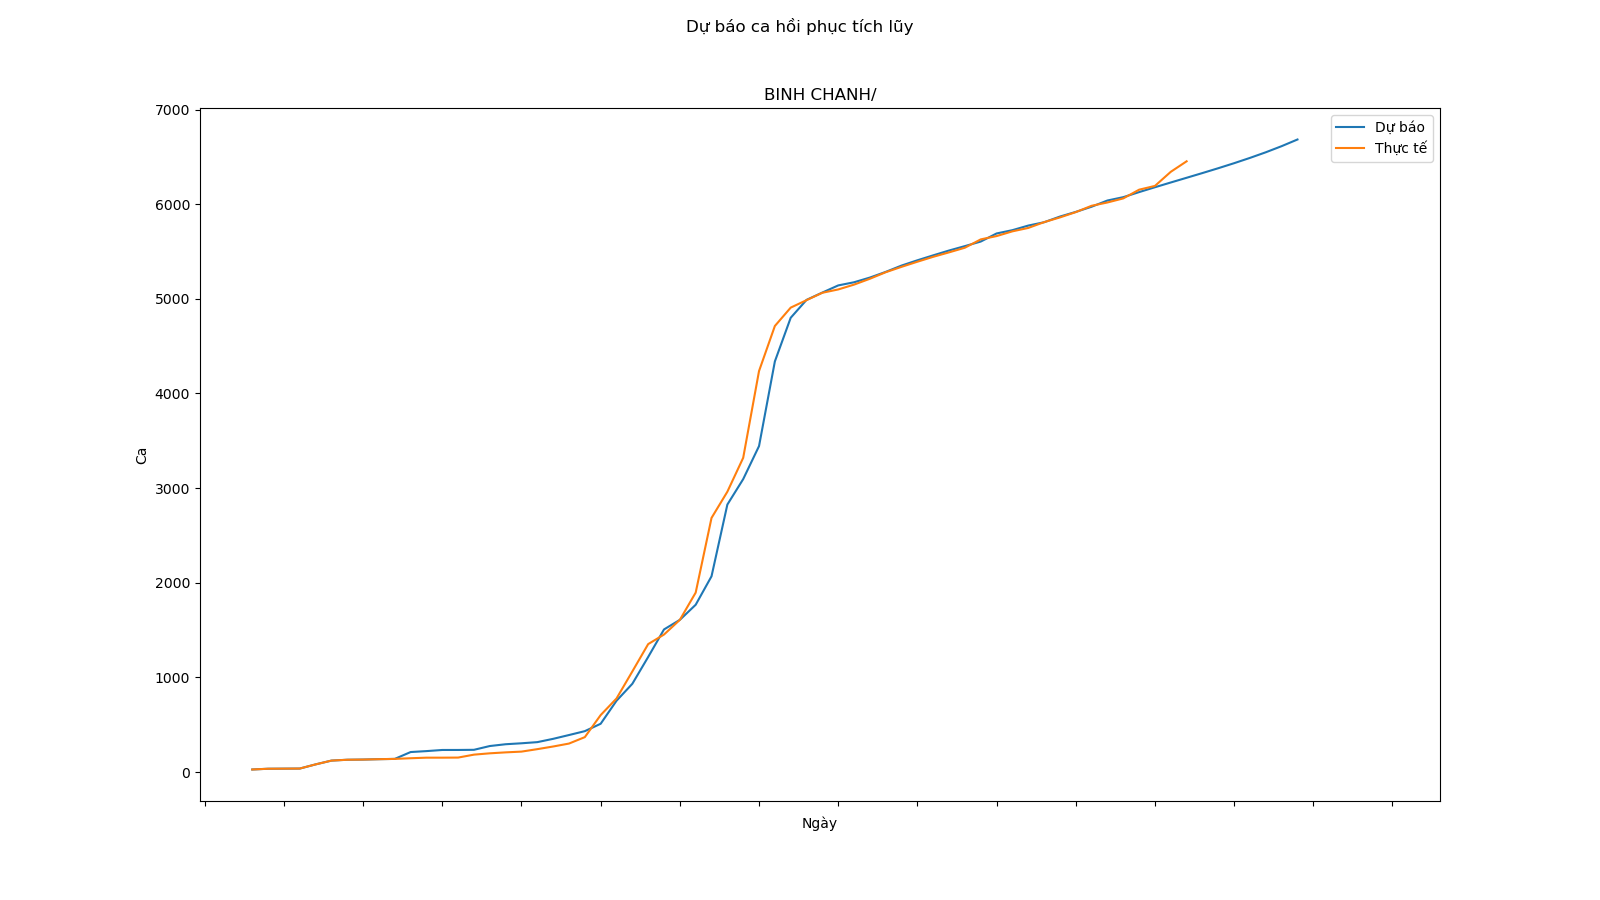 Dự báo ca hồi phục tích lũy
BINH CHANH/
7000
6000
5000
4000
3000
2000
1000
0
Ca
Ngày
Dự báo
Thực tế